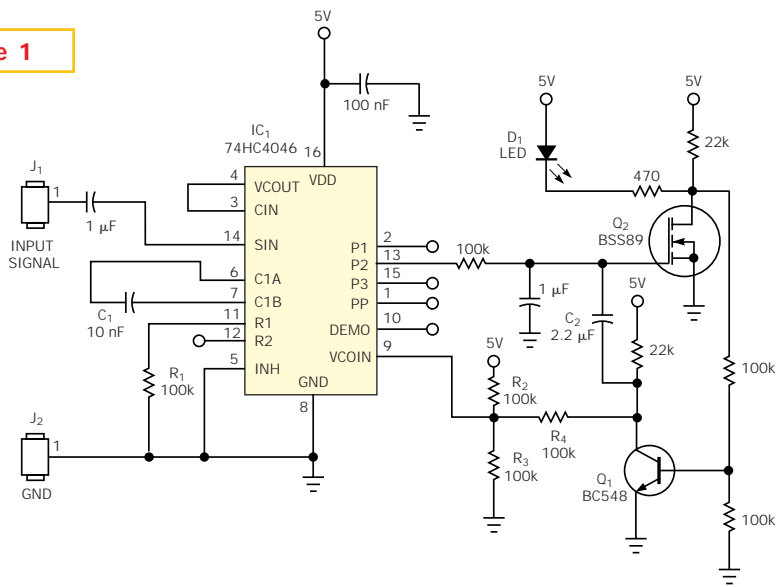 e 1
5V
100 nF
IC1
74HC4046
16
VDD
J1
1
INPUT
SIGNAL
1 µF
4
VCOUT
3
CIN
14
SIN
6
C1A
7
C1B
C1
10 nF
11
R1
12
R2
5
INH
R1
100k
GND
8
J2
1
GND
P1
2
P2
13
P3
15
PP
1
DEMO
10
VCOIN
9
100k
1 µF
C2
2.2 µF
5V
D1
LED
5V
22k
470
Q2
BSS89
5V
22k
5V
R2
100k
R3
100k
R4
100k
Q1
BC548
100k
100k